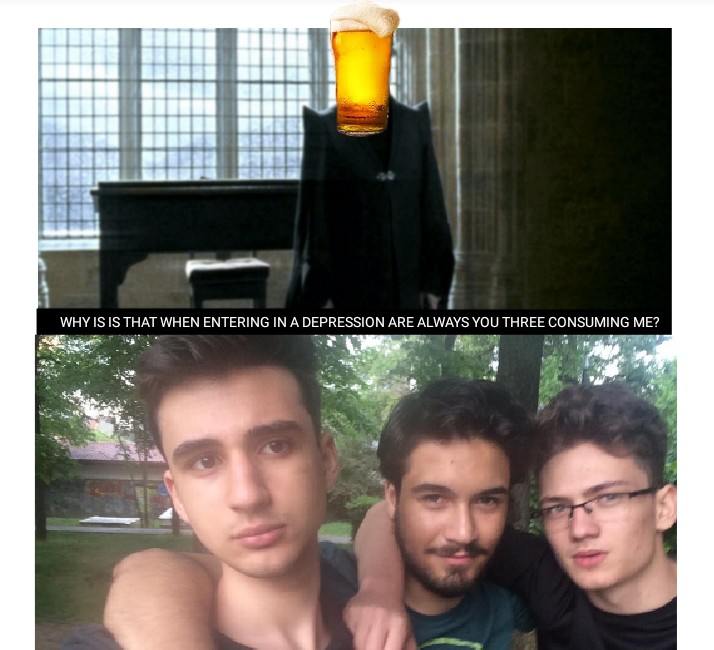 WHY IS IS THAT WHEN ENTERING IN A DEPRESSION ARE ALWAYS YOU THREE CONSUMING ME?